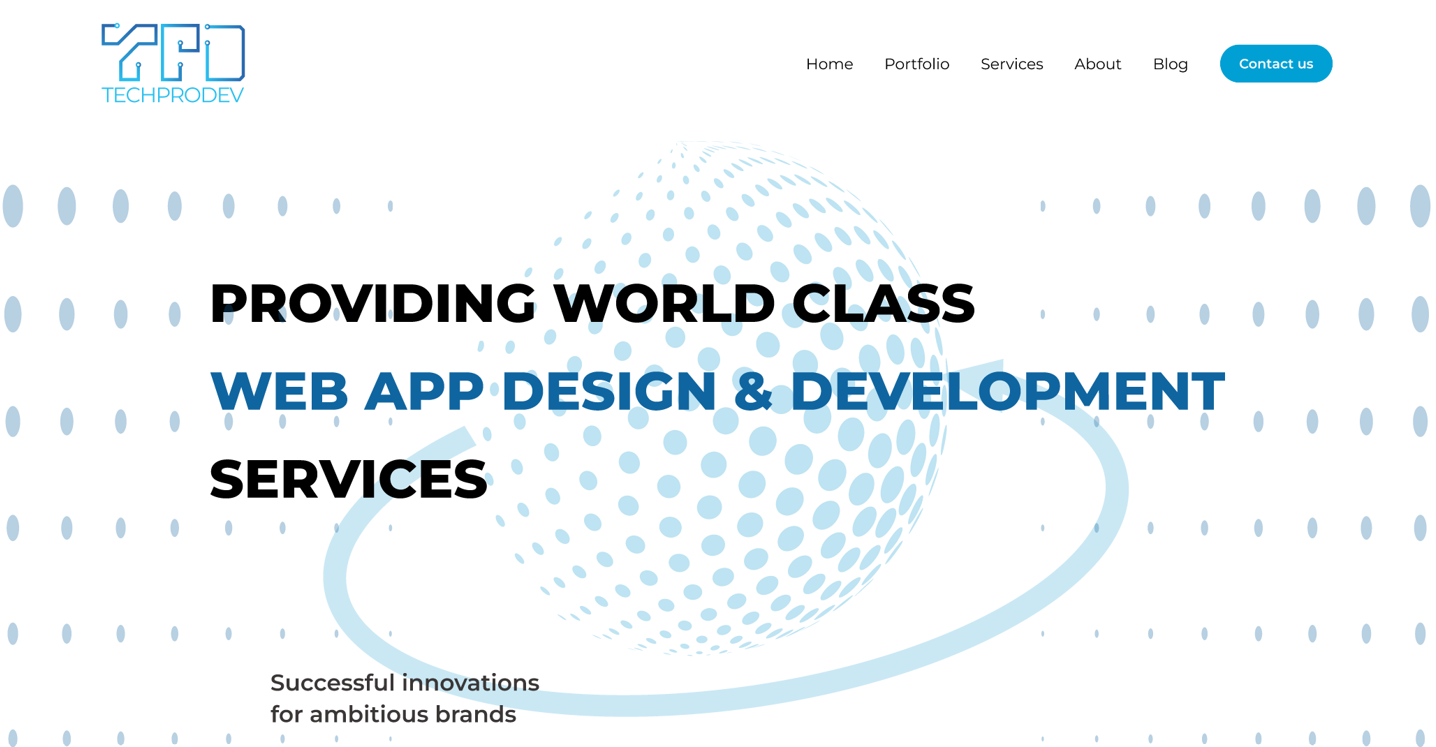 TPD
TECHPRODEV
Home Portfolio Services About Blog Contact us
PROVIDING WORLD CLASS
WEB APP DESIGN & DEVELOPMENT
SERVICES
Successful innovations
for ambitious brands